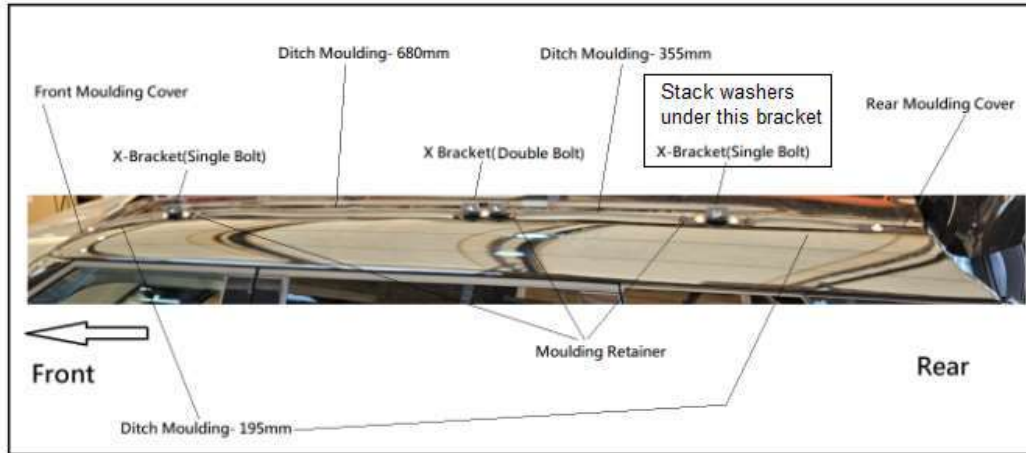 Ditch Moulding- 680mm
Ditch Moulding- 355mm
Front Moulding Cover
Stack washers
under this bracket
Rear Moulding Cover
X-Bracket(Single Bolt)
X Bracket(Double Bolt)
X-Bracket(Single Bolt)
Moulding Retainer
Front
Rear
Ditch Moulding- 195mm